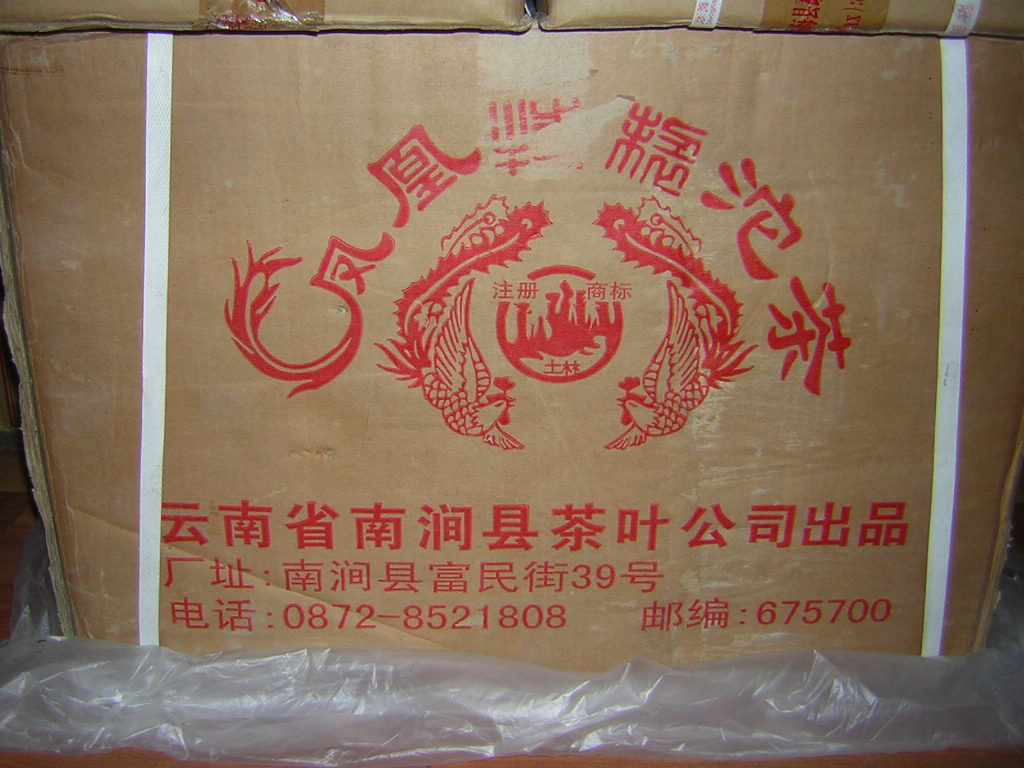 凤凰特制沱茶
注册 商标
土林
云南省南涧县茶叶公司出品
厂址:南涧县富民街39号
电话:0872-8521808 邮编:675700